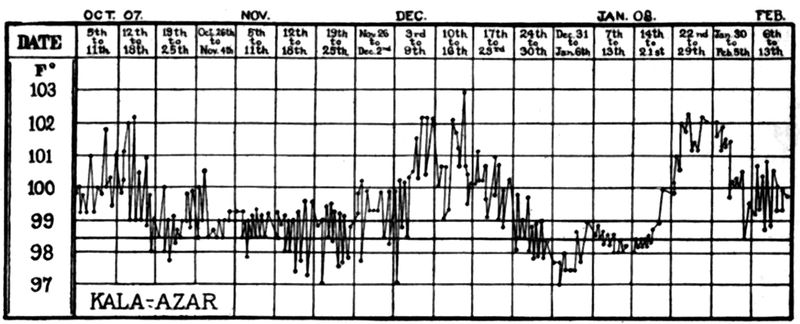 OCT. 07. NOV. DEC. JAN. 08. FEB.
DATE 5th to 11th 12th to 18th 19th to 25th Oct. 26th to Nov. 4th 5th to 11th 12th to 18th 19th to 25th Nov 26 to Dec. 2nd 3rd to 9th 10th to 16th 17th to 23rd 24th to 30th Dec. 31 to Jan. 6th 7th to 13th 14th to 21st 22nd to 29th Jan. 30 to Feb. 5th 6th to 13th
F°
103
102
101
100
99
98
97
KALA-AZAR